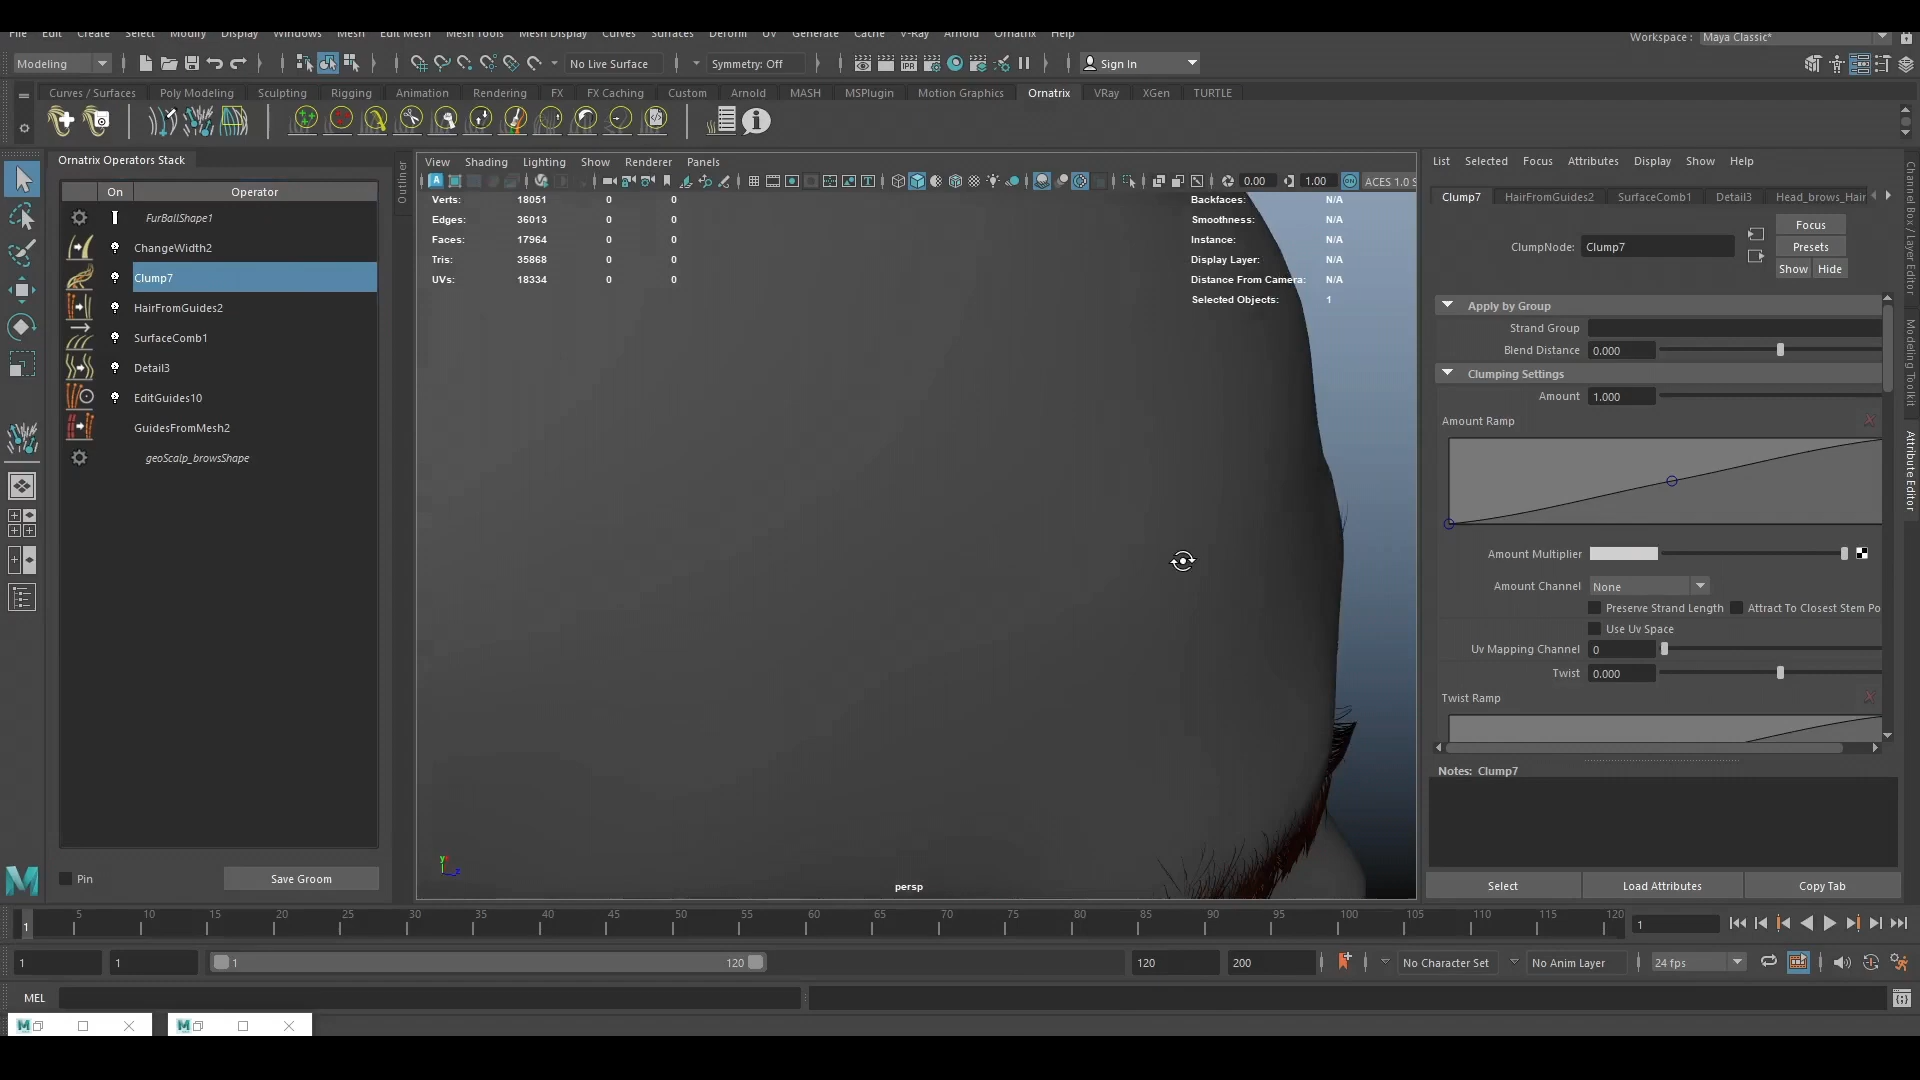 File Edit Create Select Modify Display Windows Mesh Edit Mesh Mesh Tools Mesh Display Curves Surfaces Deform UV Generate Cache V-Ray Arnold Ornatrix Help
Workspace : Maya Classic*
Modeling No Live Surface Symmetry: Off Sign In
Curves / Surfaces Poly Modeling Sculpting Rigging Animation Rendering FX FX Caching Custom Arnold MASH MSPlugin Motion Graphics Ornatrix VRay XGen TURTLE
Ornatrix Operators Stack
On Operator
FurBallShape1
ChangeWidth2
Clump7
HairFromGuides2
SurfaceComb1
Detail3
EditGuides10
GuidesFromMesh2
geoScalp_browsShape
Pin Save Groom
Outliner
View Shading Lighting Show Renderer Panels
0.00 1.00 ACES 1.0 S
Verts: 18051 0 0
Edges: 36013 0 0
Faces: 17964 0 0
Tris: 35868 0 0
UVs: 18334 0 0
Backfaces: N/A
Smoothness: N/A
Instance: N/A
Display Layer: N/A
Distance From Camera: N/A
Selected Objects: 1
persp
List Selected Focus Attributes Display Show Help
Clump7 HairFromGuides2 SurfaceComb1 Detail3 Head_brows_Hair
ClumpNode: Clump7
Focus
Presets
Show Hide
Apply by Group
Strand Group
Blend Distance 0.000
Clumping Settings
Amount 1.000
Amount Ramp
Amount Multiplier
Amount Channel None
Preserve Strand Length Attract To Closest Stem Po
Use Uv Space
Uv Mapping Channel 0
Twist 0.000
Twist Ramp
Notes: Clump7
Select Load Attributes Copy Tab
Channel Box / Layer Editor
Modeling Toolkit
Attribute Editor
1 5 10 15 20 25 30 35 40 45 50 55 60 65 70 75 80 85 90 95 100 105 110 115 120 1
1 1 1 120 120 200 No Character Set No Anim Layer 24 fps
MEL